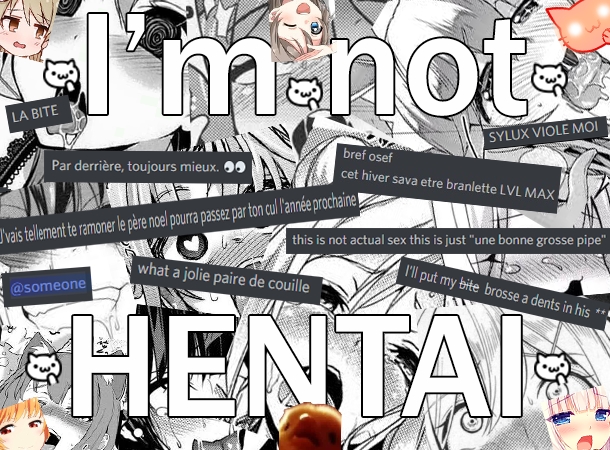 I'm not
LA BITE
SYLUX VIOLE MOI
Par derrière, toujours mieux. 👀
bref osef
cet hiver sava etre branlette LVL MAX
J'vais tellement te ramoner le père noel pourra passez par ton cul l'année prochaine
this is not actual sex this is just "une bonne grosse pipe"
@someone
what a jolie paire de couille
I'll put my bite brosse a dents in his **
HENTAI